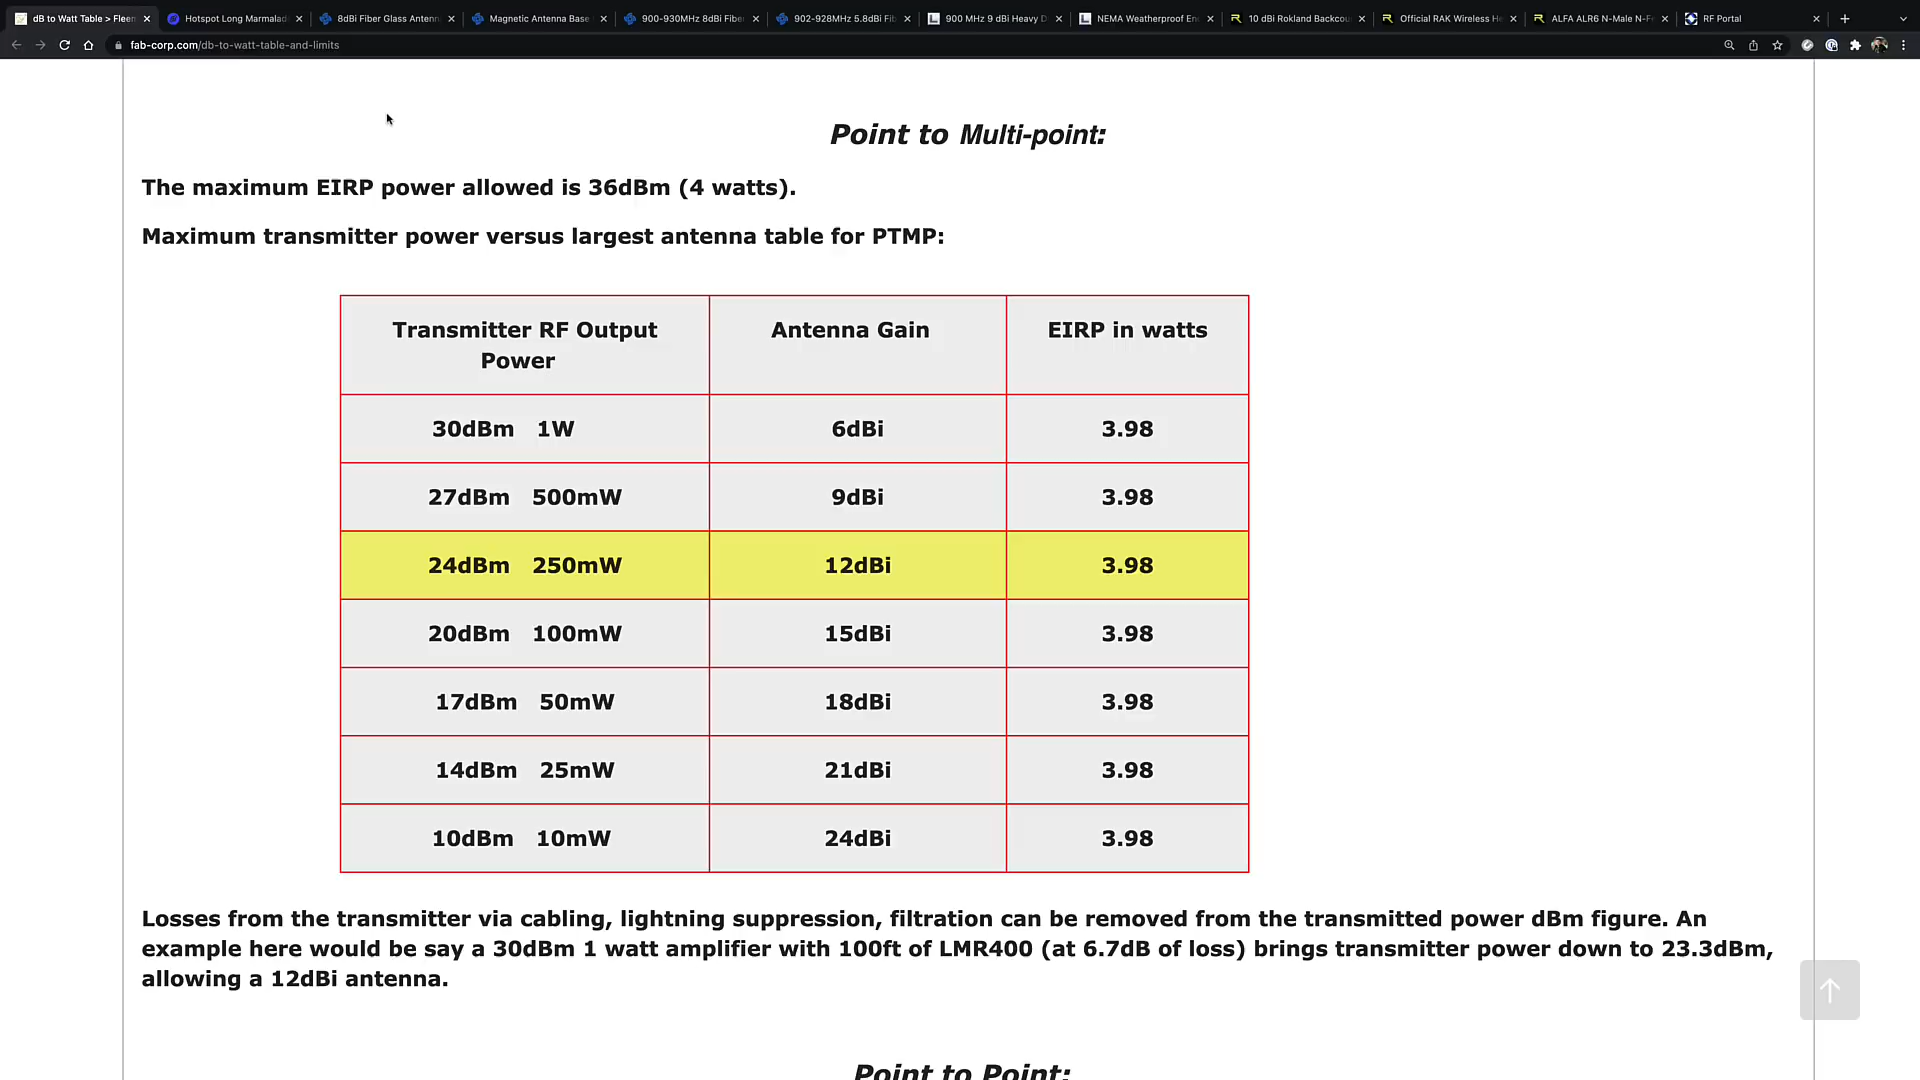 dB to Watt Table > Fleen
Hotspot Long Marmalad
8dBi Fiber Glass Antenn
Magnetic Antenna Base
900-930MHz 8dBi Fibe
902-928MHz 5.8dBi Fib
900 MHz 9 dBi Heavy D
NEMA Weatherproof En
10 dBi Rokland Backcou
Official RAK Wireless He
ALFA ALR6 N-Male N-F
RF Portal
fab-corp.com/db-to-watt-table-and-limits
Point to Multi-point:
The maximum EIRP power allowed is 36dBm (4 watts).
Maximum transmitter power versus largest antenna table for PTMP:
Transmitter RF Output Antenna Gain EIRP in watts
Power
30dBm 1W 6dBi 3.98
27dBm 500mW 9dBi 3.98
24dBm 250mW 12dBi 3.98
20dBm 100mW 15dBi 3.98
17dBm 50mW 18dBi 3.98
14dBm 25mW 21dBi 3.98
10dBm 10mW 24dBi 3.98
Losses from the transmitter via cabling, lightning suppression, filtration can be removed from the transmitted power dBm figure. An
example here would be say a 30dBm 1 watt amplifier with 100ft of LMR400 (at 6.7dB of loss) brings transmitter power down to 23.3dBm,
allowing a 12dBi antenna.
Point to Point: